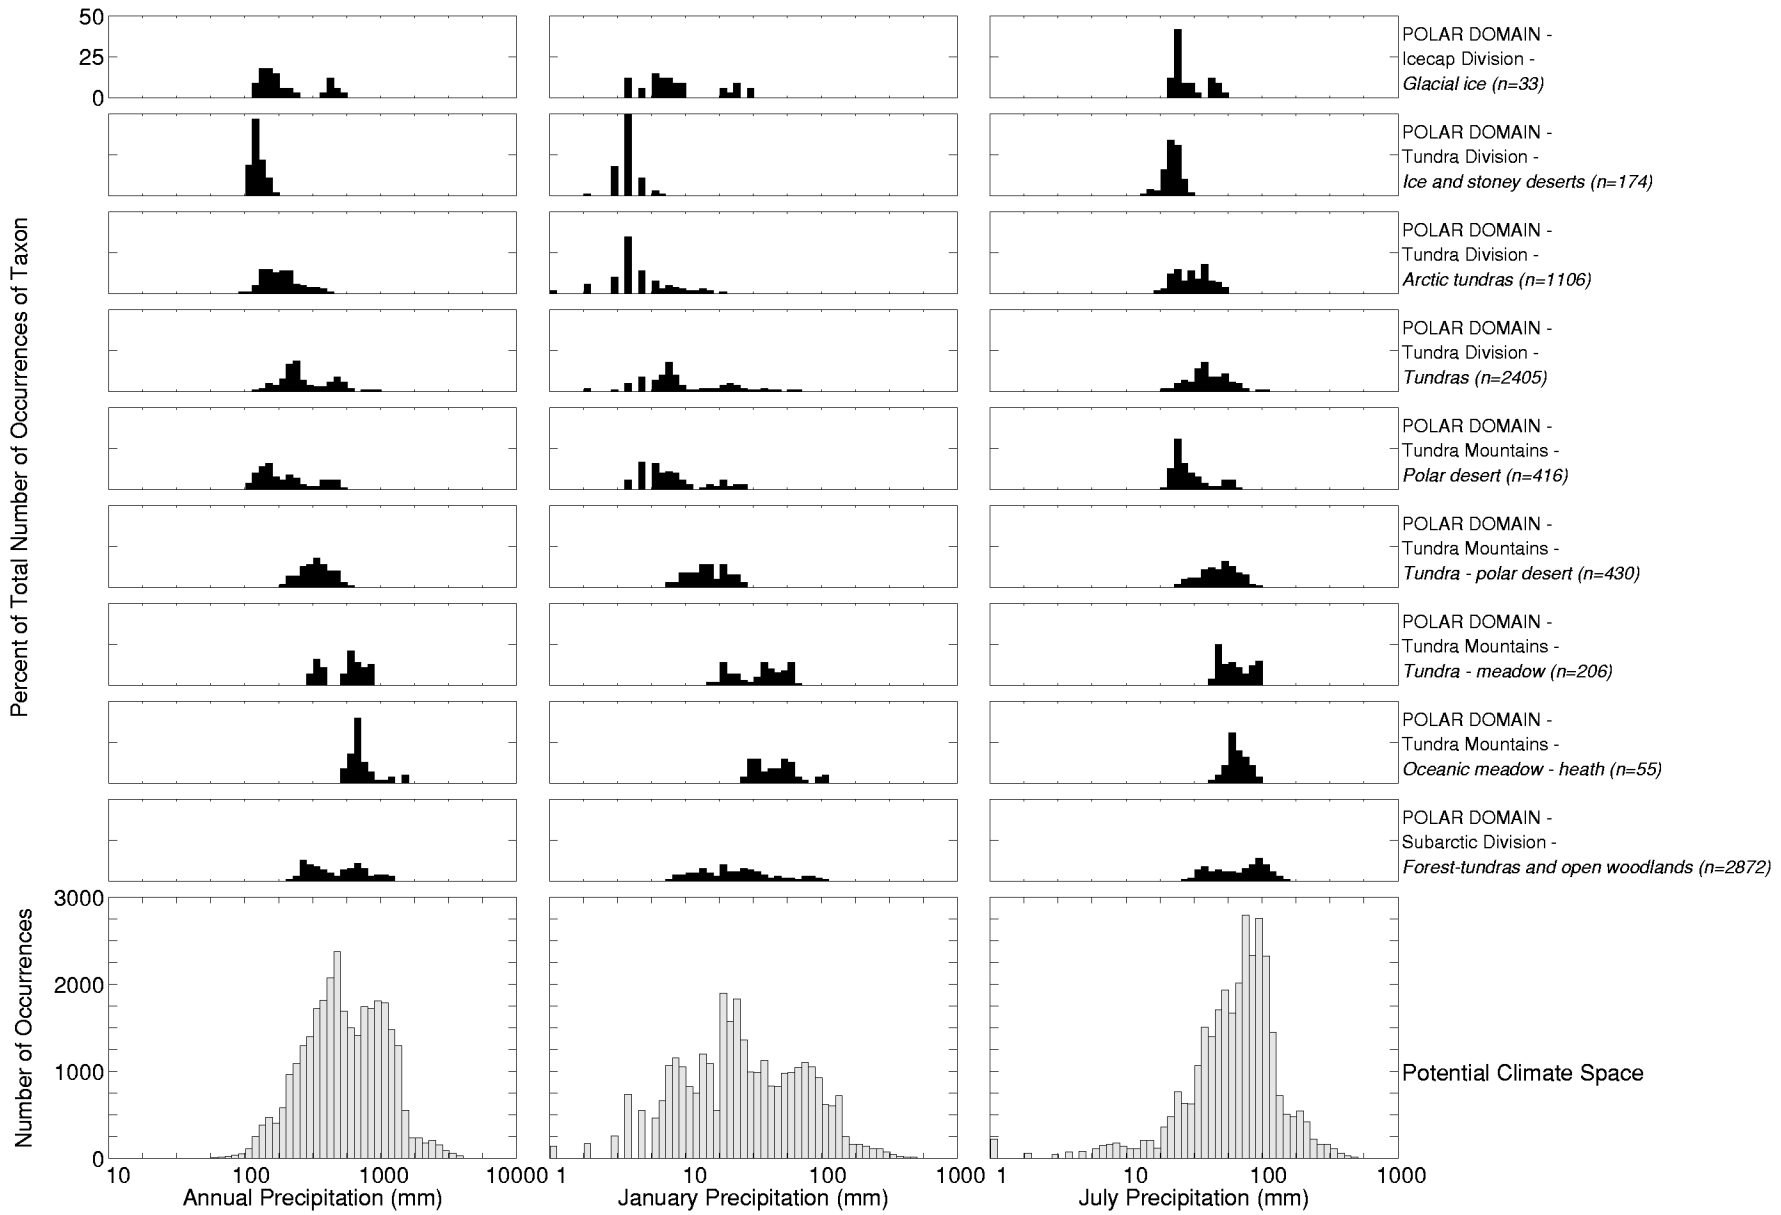 50
25
0
POLAR DOMAIN -
Icecap Division -
Glacial ice (n=33)
POLAR DOMAIN -
Tundra Division -
Ice and stoney deserts (n=174)
POLAR DOMAIN -
Tundra Division -
Arctic tundras (n=1106)
POLAR DOMAIN -
Tundra Division -
Tundras (n=2405)
POLAR DOMAIN -
Tundra Mountains -
Polar desert (n=416)
POLAR DOMAIN -
Tundra Mountains -
Tundra - polar desert (n=430)
POLAR DOMAIN -
Tundra Mountains -
Tundra - meadow (n=206)
POLAR DOMAIN -
Tundra Mountains -
Oceanic meadow - heath (n=55)
POLAR DOMAIN -
Subarctic Division -
Forest-tundras and open woodlands (n=2872)
Percent of Total Number of Occurrences of Taxon
Number of Occurrences
3000
2000
1000
0
Potential Climate Space
10 100 1000 10000
1 10 100 1000
1 10 100 1000
Annual Precipitation (mm)
January Precipitation (mm)
July Precipitation (mm)